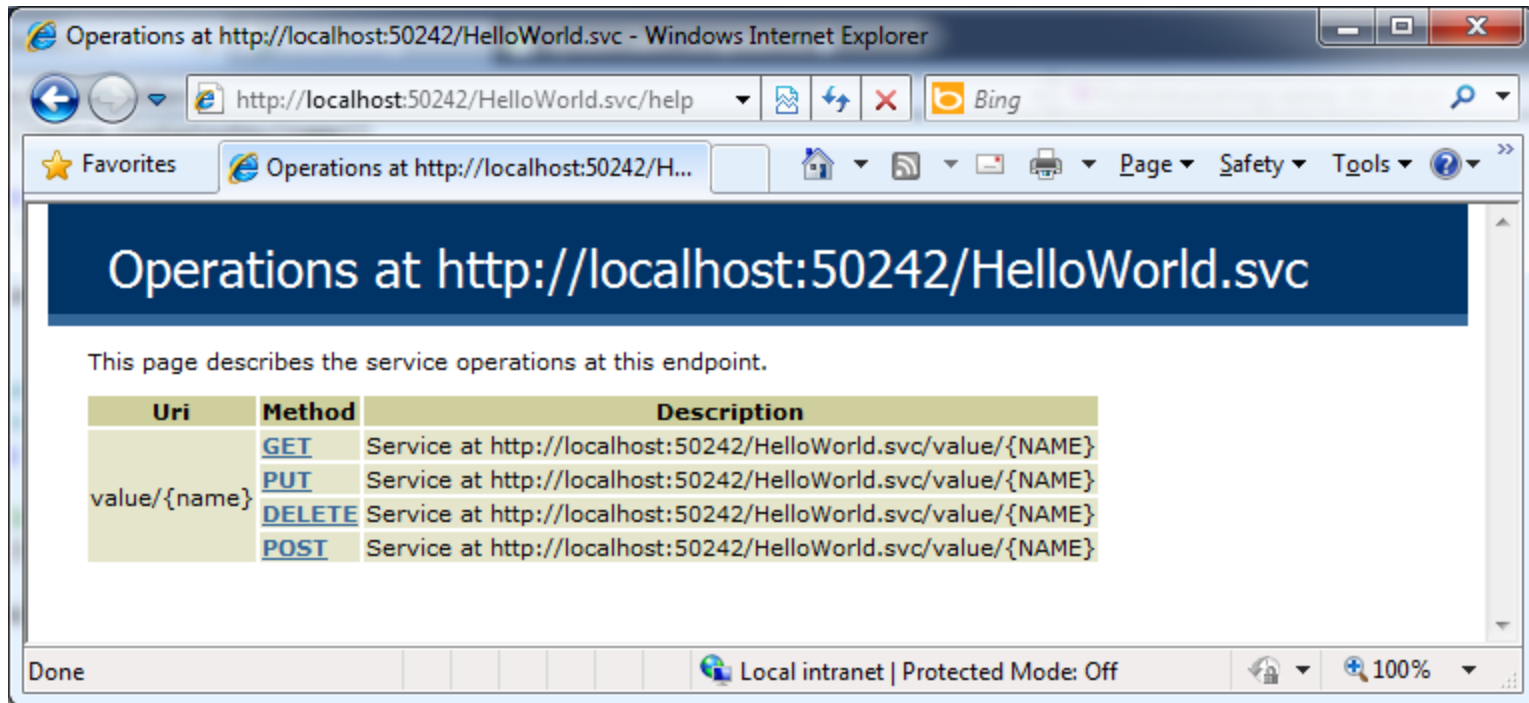 Operations at http://localhost:50242/HelloWorld.svc - Windows Internet Explorer
http://localhost:50242/HelloWorld.svc/help Bing
Favorites Operations at http://localhost:50242/H... Page Safety Tools
Operations at http://localhost:50242/HelloWorld.svc
This page describes the service operations at this endpoint.
Uri Method Description
GET Service at http://localhost:50242/HelloWorld.svc/value/{NAME}
PUT Service at http://localhost:50242/HelloWorld.svc/value/{NAME}
value/{name}
DELETE Service at http://localhost:50242/HelloWorld.svc/value/{NAME}
POST Service at http://localhost:50242/HelloWorld.svc/value/{NAME}
Done Local intranet | Protected Mode: Off 100%